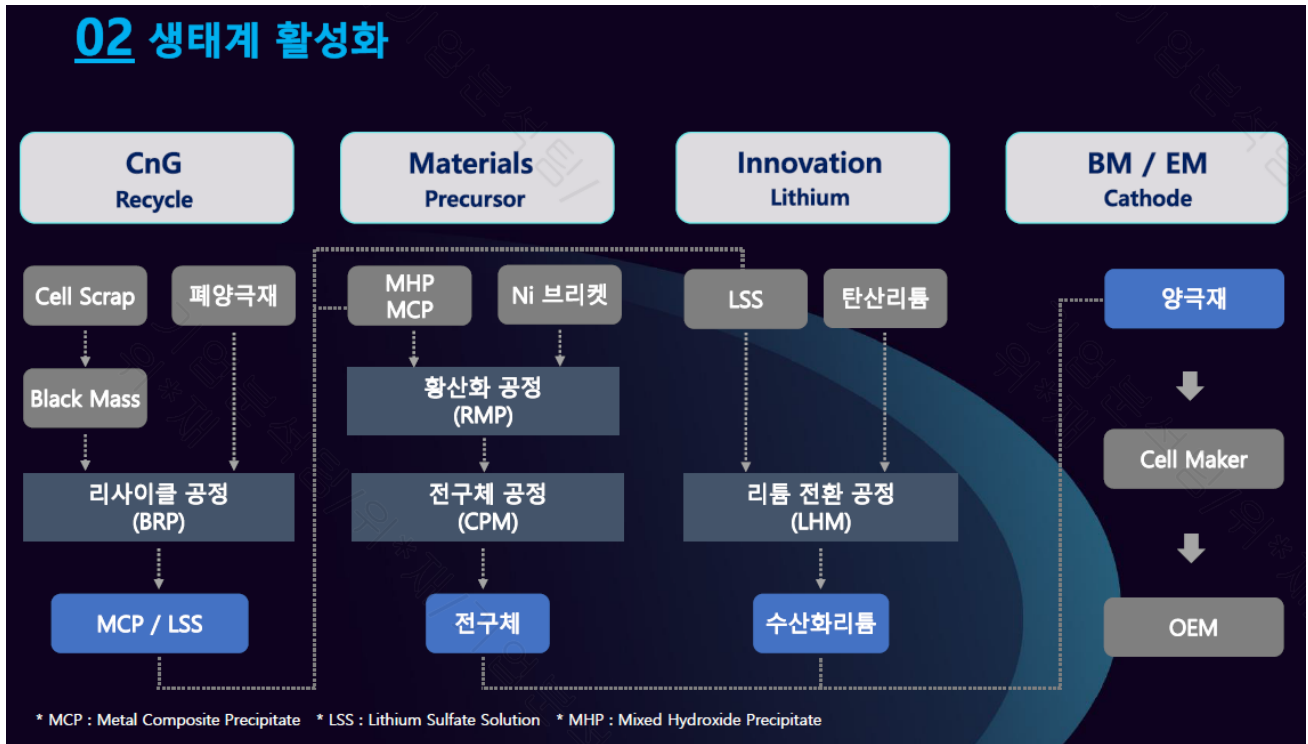 02 생태계 활성화
CnG
Recycle
Materials
Precursor
Innovation
Lithium
BM / EM
Cathode
Cell Scrap
폐양극재
MHP
MCP
Ni 브리켓
LSS
탄산리튬
양극재
Black Mass
황산화 공정
(RMP)
Cell Maker
리사이클 공정
(BRP)
전구체 공정
(CPM)
리튬 전환 공정
(LHM)
MCP / LSS
전구체
수산화리튬
OEM
* MCP : Metal Composite Precipitate * LSS : Lithium Sulfate Solution * MHP : Mixed Hydroxide Precipitate